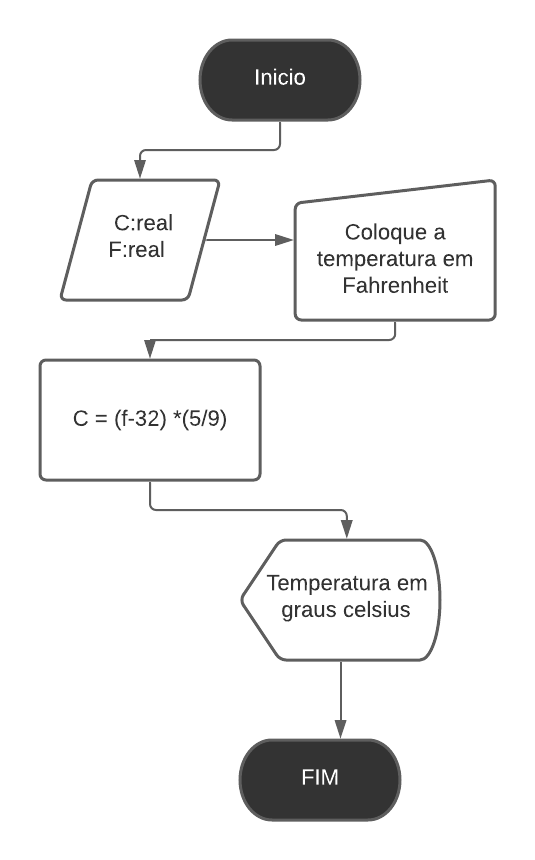 Inicio
C:real
F:real
Coloque a
temperatura em
Fahrenheit
C = (f-32) *(5/9)
Temperatura em
graus celsius
FIM